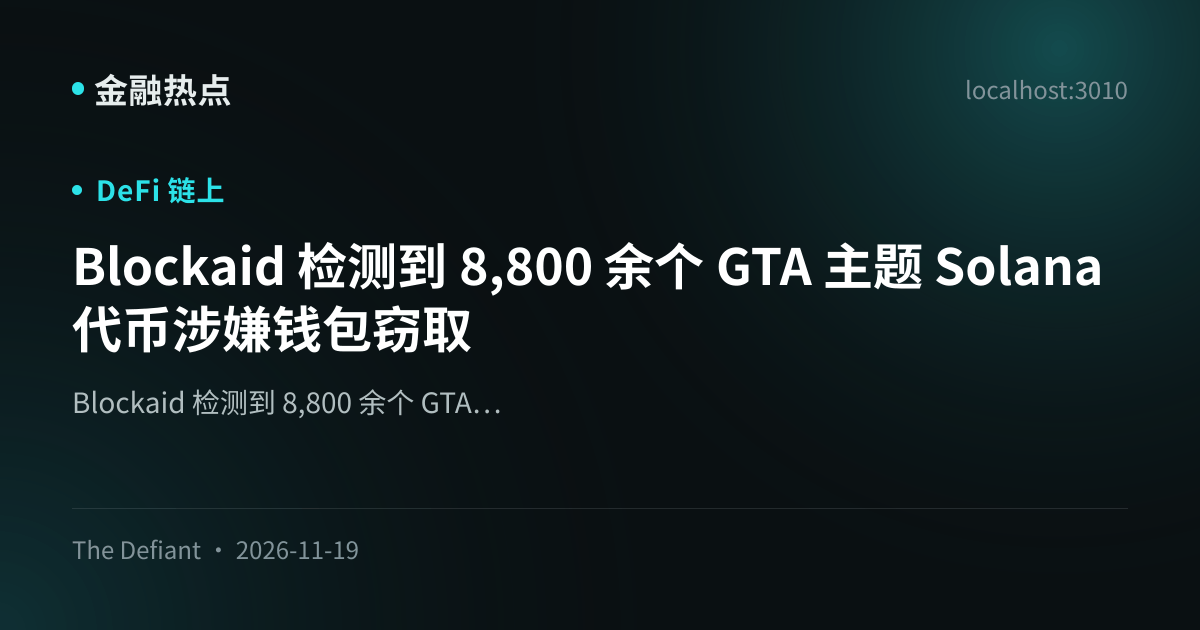 金融热点
localhost:3010
DeFi 链上
Blockaid 检测到 8,800 余个 GTA 主题 Solana
代币涉嫌钱包窃取
Blockaid 检测到 8,800 余个 GTA…
The Defiant · 2026-11-19